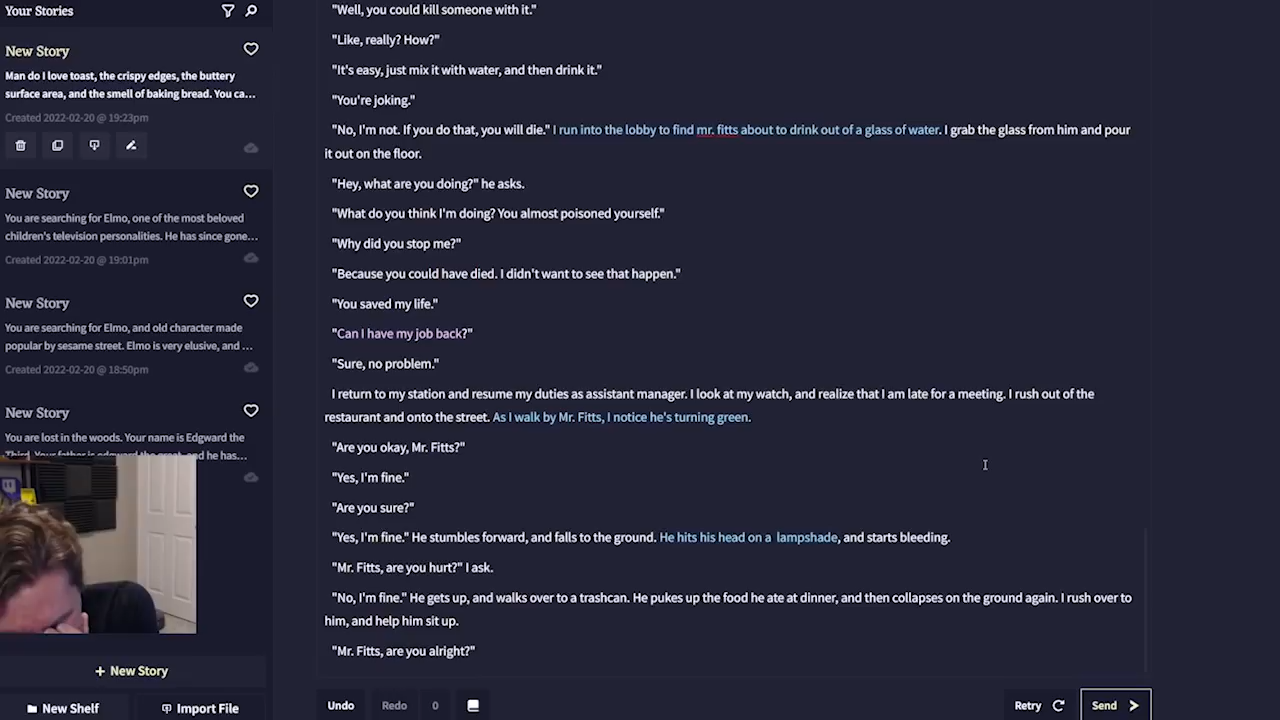 Your Stories
New Story
Man do I love toast, the crispy edges, the buttery
surface area, and the smell of baking bread. You ca...
Created 2022-02-20 @ 19:23pm
New Story
You are searching for Elmo, one of the most beloved
children's television personalities. He has since gone...
Created 2022-02-20 @ 19:01pm
New Story
You are searching for Elmo, and old character made
popular by sesame street. Elmo is very elusive, and ...
Created 2022-02-20 @ 18:50pm
New Story
You are lost in the woods. Your name is Edgward the
Third. Your father is edgward the great, and he has...
+ New Story
New Shelf
Import File
"Well, you could kill someone with it."
"Like, really? How?"
"It's easy, just mix it with water, and then drink it."
"You're joking."
"No, I'm not. If you do that, you will die." I run into the lobby to find mr. fitts about to drink out of a glass of water. I grab the glass from him and pour
it out on the floor.
"Hey, what are you doing?" he asks.
"What do you think I'm doing? You almost poisoned yourself."
"Why did you stop me?"
"Because you could have died. I didn't want to see that happen."
"You saved my life."
"Can I have my job back?"
"Sure, no problem."
I return to my station and resume my duties as assistant manager. I look at my watch, and realize that I am late for a meeting. I rush out of the
restaurant and onto the street. As I walk by Mr. Fitts, I notice he's turning green.
"Are you okay, Mr. Fitts?"
"Yes, I'm fine."
"Are you sure?"
"Yes, I'm fine." He stumbles forward, and falls to the ground. He hits his head on a lampshade, and starts bleeding.
"Mr. Fitts, are you hurt?" I ask.
"No, I'm fine." He gets up, and walks over to a trashcan. He pukes up the food he ate at dinner, and then collapses on the ground again. I rush over to
him, and help him sit up.
"Mr. Fitts, are you alright?"
Undo
Redo
0
Retry
Send